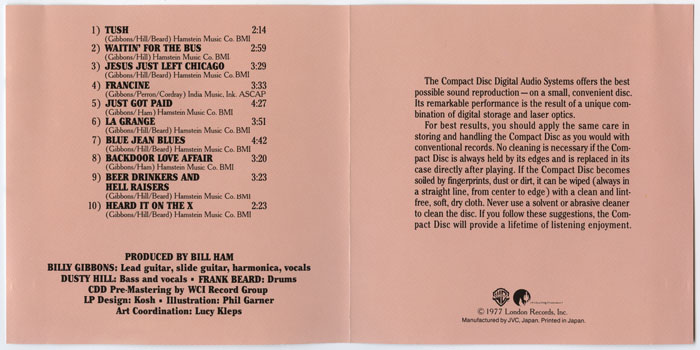 1) TUSH 2:14
(Gibbons/Hill/Beard) Hamstein Music Co. BMI
2) WAITIN' FOR THE BUS 2:59
(Gibbons/Hill) Hamstein Music Co. BMI
3) JESUS JUST LEFT CHICAGO 3:29
(Gibbons/Hill/Beard) Hamstein Music Co. BMI
4) FRANCINE 3:33
(Gibbons/Perron/Cordray) India Music, Ink. ASCAP
5) JUST GOT PAID 4:27
(Gibbons/Ham) Hamstein Music Co. BMI
6) LA GRANGE 3:51
(Gibbons/Hill/Beard) Hamstein Music Co. BMI
7) BLUE JEAN BLUES 4:42
(Gibbons/Hill/Beard) Hamstein Music Co. BMI
8) BACKDOOR LOVE AFFAIR 3:20
(Gibbons/Ham) Hamstein Music Co. BMI
9) BEER DRINKERS AND 3:23
HELL RAISERS
(Gibbons/Hill/Beard) Hamstein Music Co. BMI
10) HEARD IT ON THE X 2:23
(Gibbons/Hill/Beard) Hamstein Music Co. BMI
PRODUCED BY BILL HAM
BILLY GIBBONS: Lead guitar, slide guitar, harmonica, vocals
DUSTY HILL: Bass and vocals • FRANK BEARD: Drums
CDD Pre-Mastering by WCI Record Group
LP Design: Kosh • Illustration: Phil Garner
Art Coordination: Lucy Kleps
The Compact Disc Digital Audio Systems offers the best
possible sound reproduction — on a small, convenient disc.
Its remarkable performance is the result of a unique com-
bination of digital storage and laser optics.
For best results, you should apply the same care in
storing and handling the Compact Disc as you would with
conventional records. No cleaning is necessary if the Com-
pact Disc is always held by its edges and is replaced in its
case directly after playing. If the Compact Disc becomes
soiled by fingerprints, dust or dirt, it can be wiped (always in
a straight line, from center to edge) with a clean and lint-
free, soft, dry cloth. Never use a solvent or abrasive cleaner
to clean the disc. If you follow these suggestions, the Com-
pact Disc will provide a lifetime of listening enjoyment.
© 1977 London Records, Inc.
Manufactured by JVC, Japan. Printed in Japan.